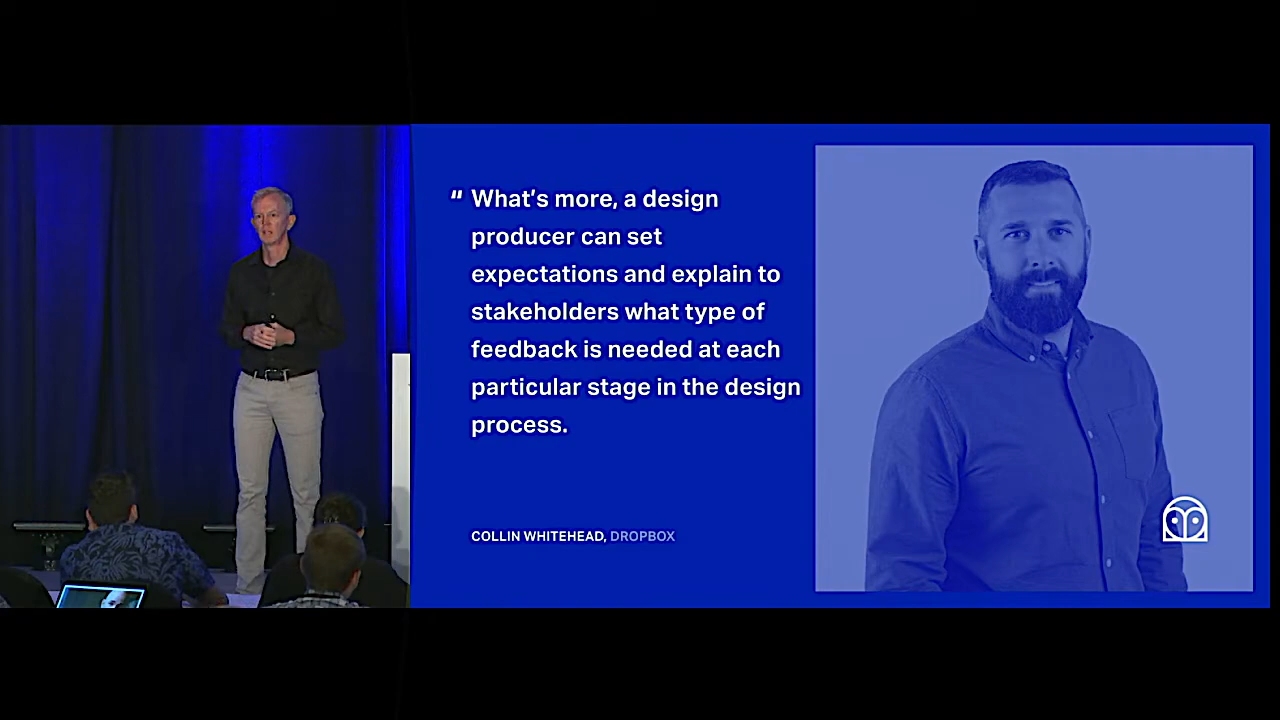 “ What's more, a design
producer can set
expectations and explain to
stakeholders what type of
feedback is needed at each
particular stage in the design
process.
COLLIN WHITEHEAD, DROPBOX